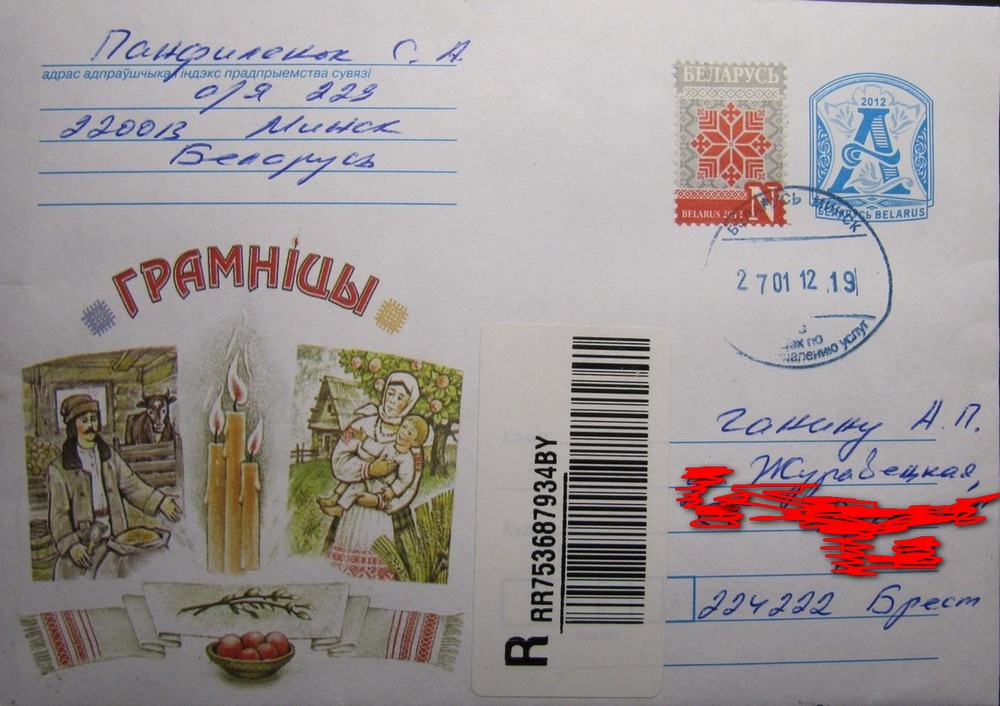 Панфиленок С. А.
адрас адпраўшчыка і індэкс прадпрыемства сувязі
а/я 223
220013 Минск
Беларусь
БЕЛАРУСЬ
BELARUS 2012
N
2012
А
БЕЛАРУСЬ BELARUS
МИНСК
27 01 12 .19
ГРАМНІЦЫ
R
RR753687934BY
Ганину А.П.
Журавецкая,
224222 Брест